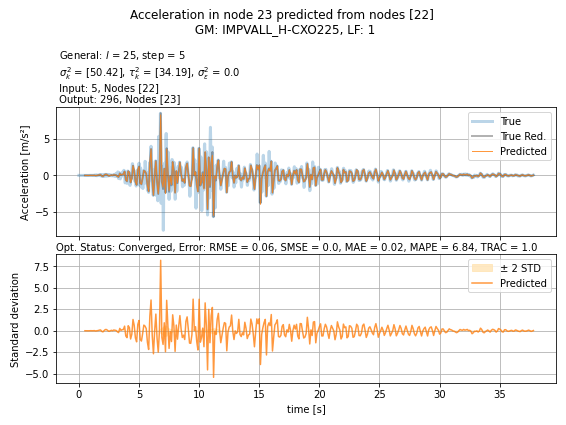 Acceleration in node 23 predicted from nodes [22]
GM: IMPVALL_H-CXO225, LF: 1
General: l = 25, step = 5
σ²ₖ = [50.42], τ²ₖ = [34.19], σ²ε = 0.0
Input: 5, Nodes [22]
Output: 296, Nodes [23]
Acceleration [m/s²]
5
0
−5
True
True Red.
Predicted
Opt. Status: Converged, Error: RMSE = 0.06, SMSE = 0.0, MAE = 0.02, MAPE = 6.84, TRAC = 1.0
Standard deviation
7.5
5.0
2.5
0.0
−2.5
−5.0
± 2 STD
Predicted
0 5 10 15 20 25 30 35
time [s]